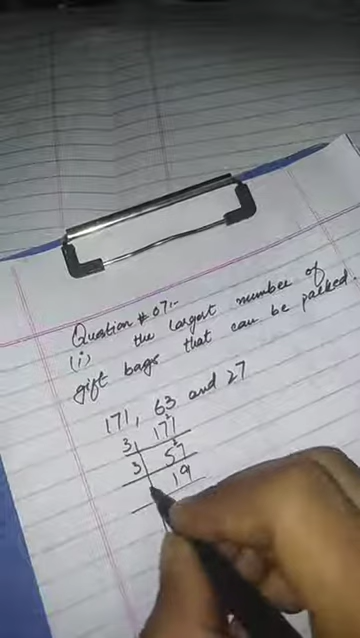 Question # 07:-
(i) the largest number of
gift bags that can be packed.
171, 63 and 27
3 171
3 57
19